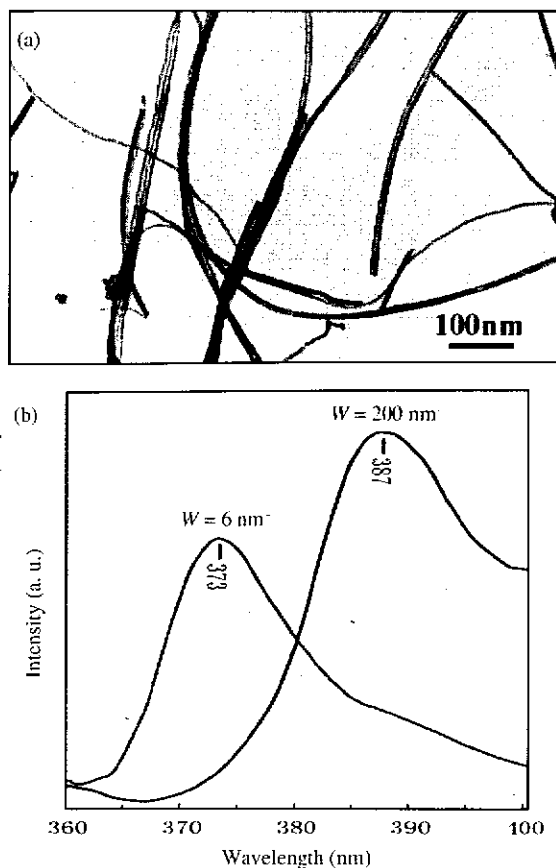 (a)
100nm
(b)
W = 200 nm
387
W = 6 nm
373
Intensity (a. u.)
360
370
380
390
100
Wavelength (nm)